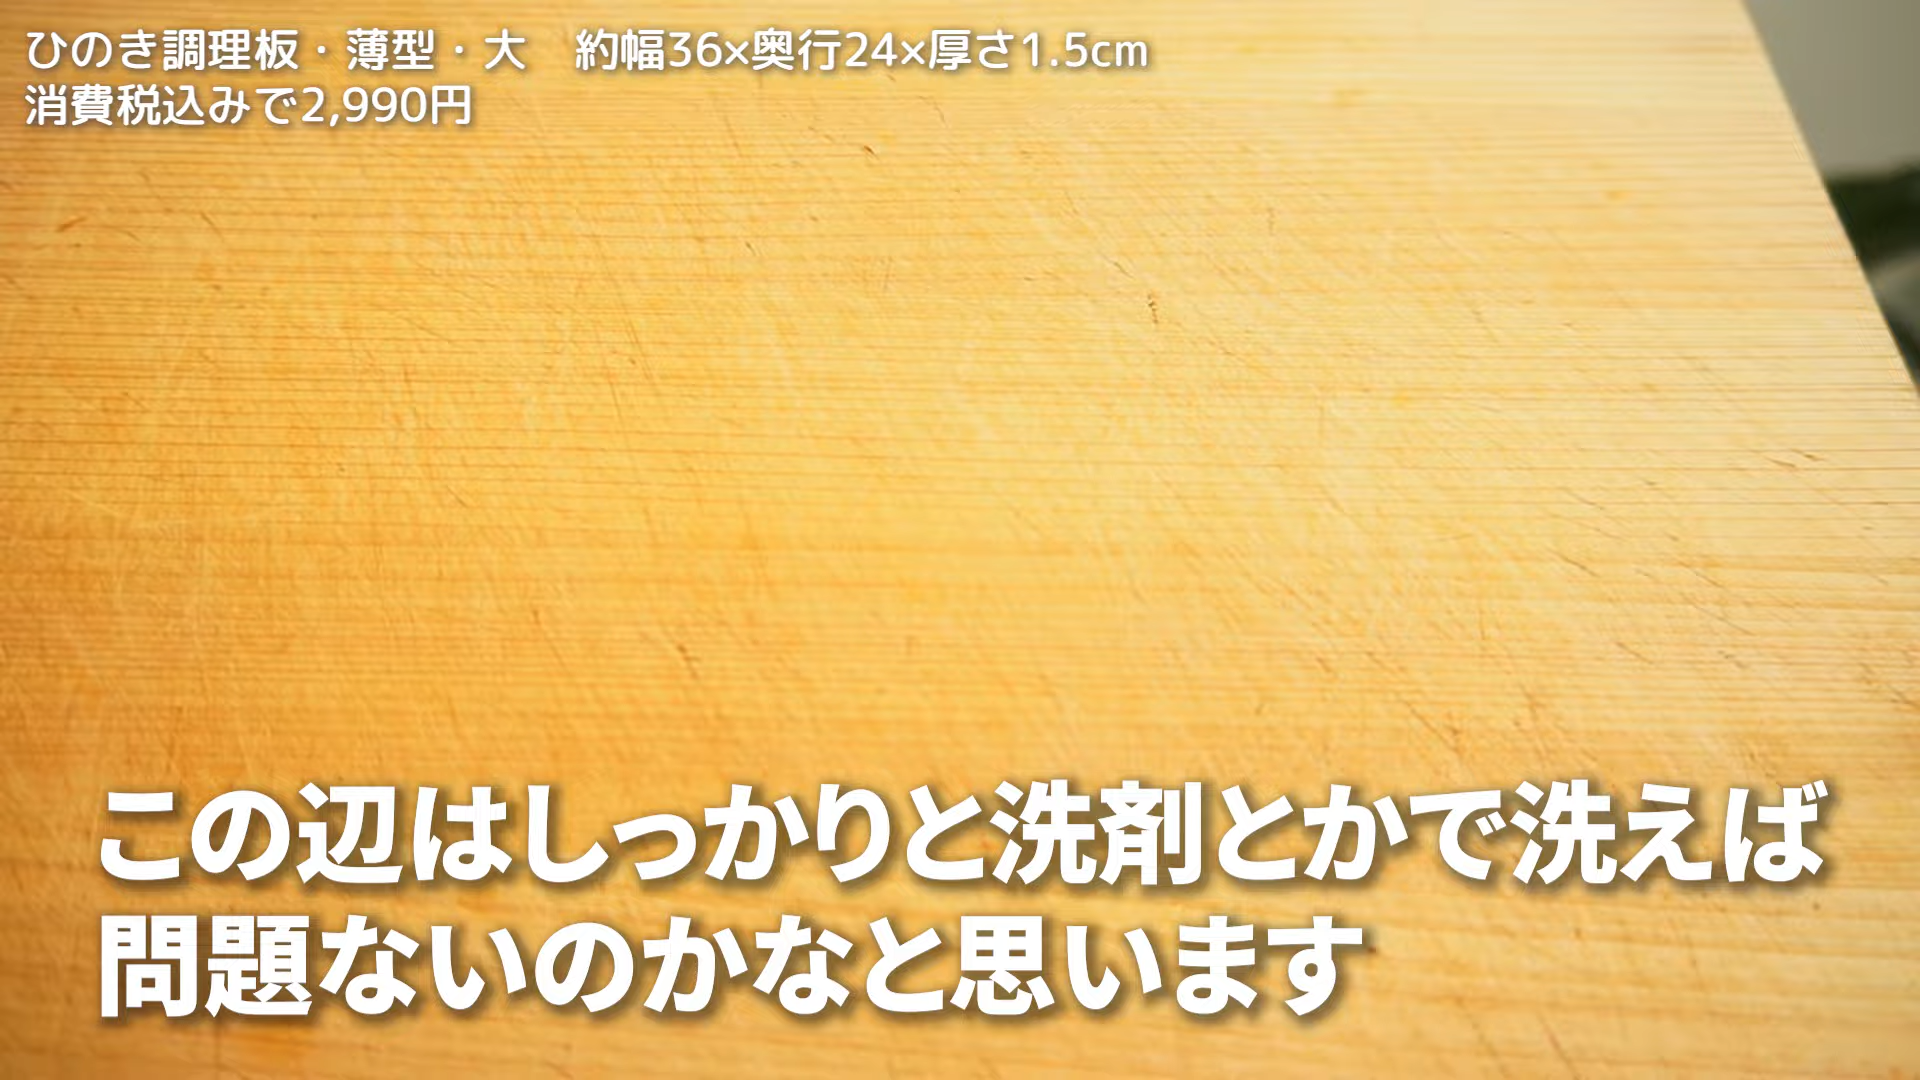 ひのき調理板・薄型・大　約幅36×奥行24×厚さ1.5cm
消費税込みで2,990円
この辺はしっかりと洗剤とかで洗えば
問題ないのかなと思います